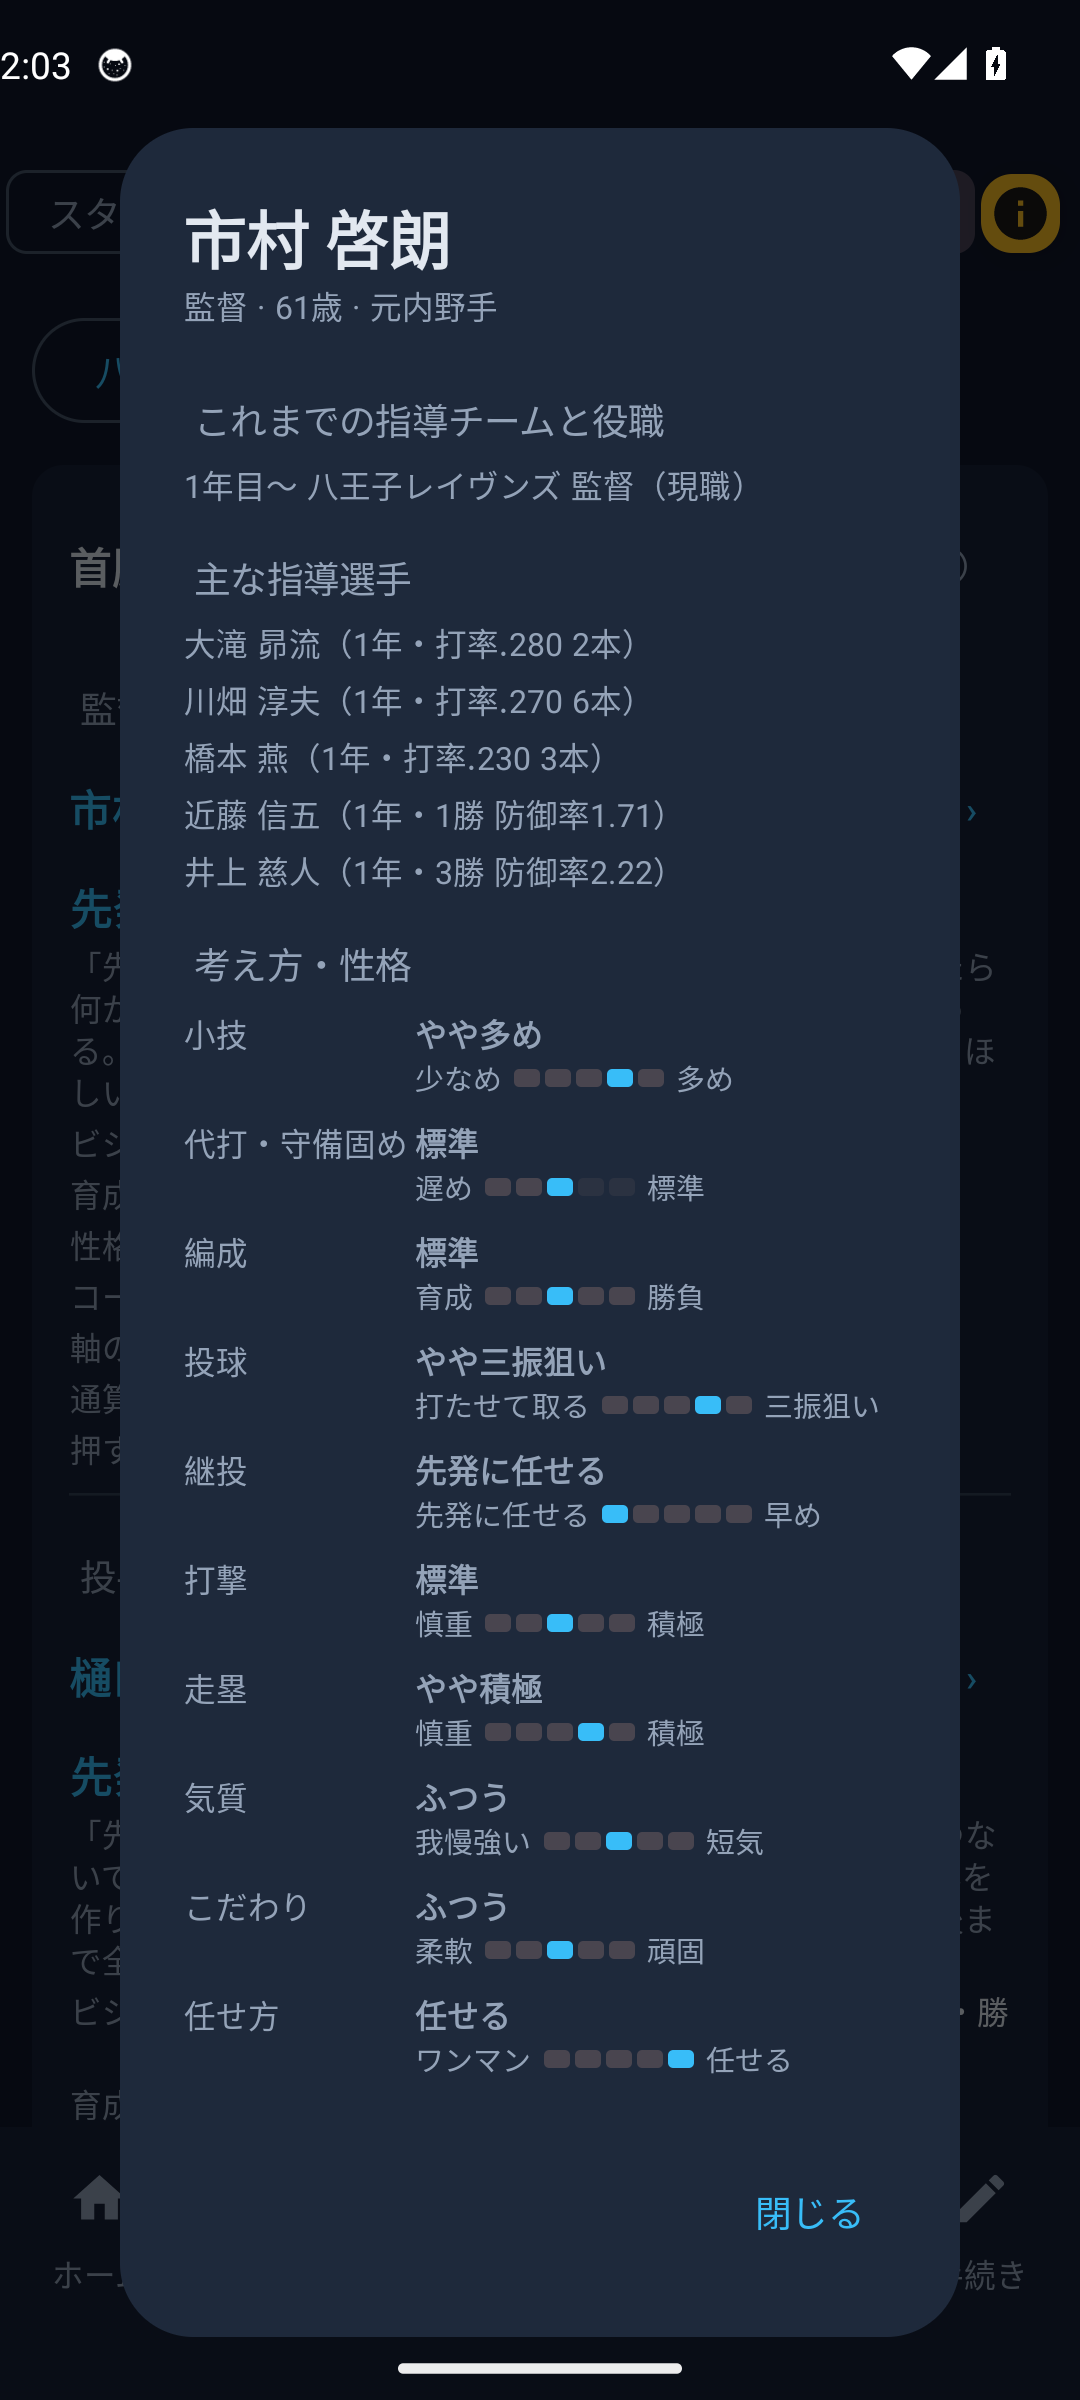 2:03
スタ
市村 啓朗
監督 · 61歳 · 元内野手
これまでの指導チームと役職
1年目〜 八王子レイヴンズ 監督（現職）
主な指導選手
大滝 昴流（1年・打率.280 2本）
川畑 淳夫（1年・打率.270 6本）
橋本 燕（1年・打率.230 3本）
近藤 信五（1年・1勝 防御率1.71）
井上 慈人（1年・3勝 防御率2.22）
考え方・性格
小技 やや多め
少なめ 多め
代打・守備固め 標準
遅め 標準
編成 標準
育成 勝負
投球 やや三振狙い
打たせて取る 三振狙い
継投 先発に任せる
先発に任せる 早め
打撃 標準
慎重 積極
走塁 やや積極
慎重 積極
気質 ふつう
我慢強い 短気
こだわり ふつう
柔軟 頑固
任せ方 任せる
ワンマン 任せる
閉じる